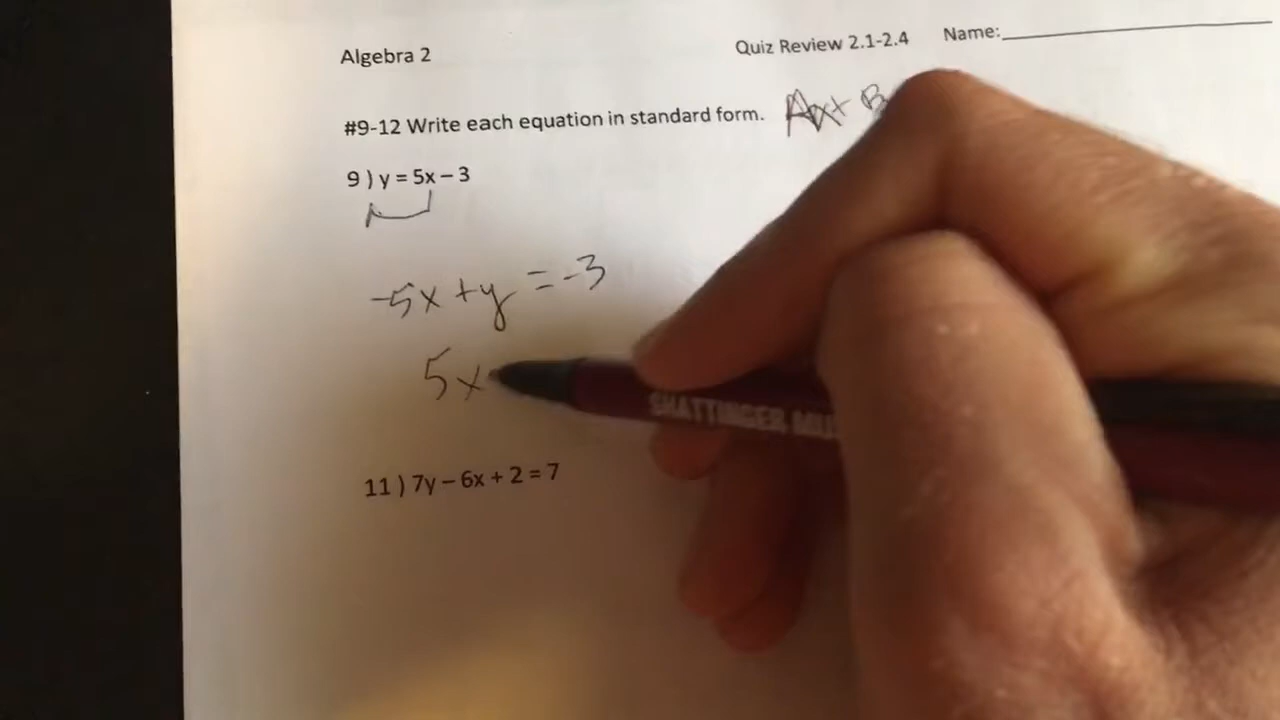 Algebra 2 Quiz Review 2.1-2.4 Name:
#9-12 Write each equation in standard form. Ax + B
9 ) y = 5x – 3
-5x + y = -3
5x
SHATTINGER
11 ) 7y – 6x + 2 = 7